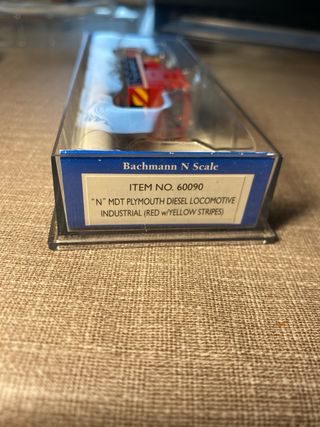 Bachmann N Scale
ITEM NO. 60090
"N" MDT PLYMOUTH DIESEL LOCOMOTIVE
INDUSTRIAL (RED w/YELLOW STRIPES)